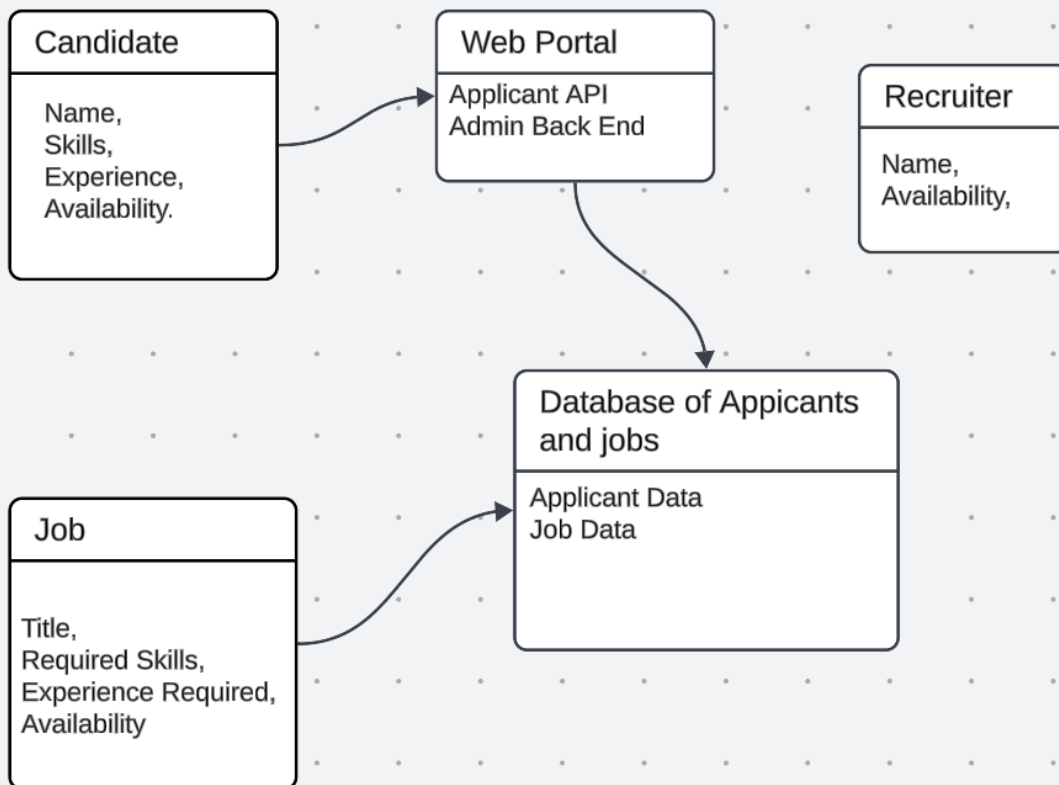 Candidate
Name,
Skills,
Experience,
Availability.
Web Portal
Applicant API
Admin Back End
Recruiter
Name,
Availability,
Database of Appicants
and jobs
Applicant Data
Job Data
Job
Title,
Required Skills,
Experience Required,
Availability